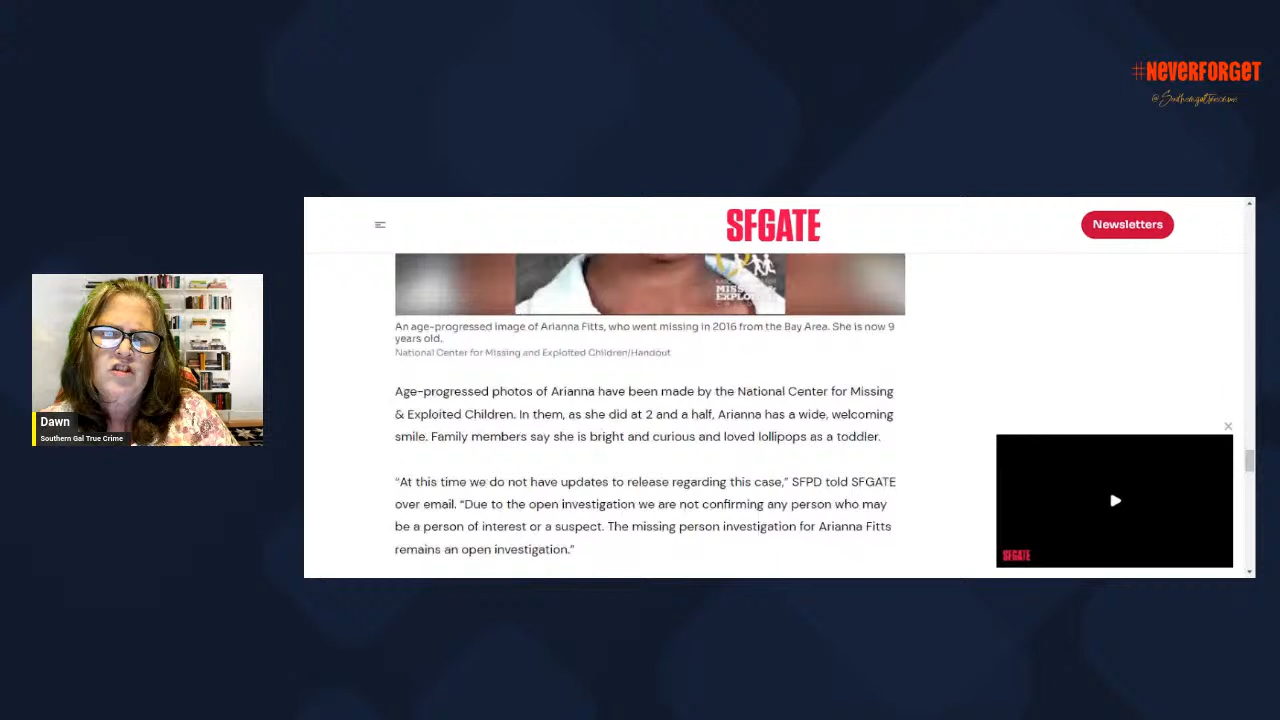 #NEVERFORGET
@Southerngaltruecrime
SFGATE
Newsletters
MISSING &
EXPLOITED
An age-progressed image of Arianna Fitts, who went missing in 2016 from the Bay Area. She is now 9
years old.
National Center for Missing and Exploited Children/Handout
Age-progressed photos of Arianna have been made by the National Center for Missing
& Exploited Children. In them, as she did at 2 and a half, Arianna has a wide, welcoming
smile. Family members say she is bright and curious and loved lollipops as a toddler.
“At this time we do not have updates to release regarding this case,” SFPD told SFGATE
over email. “Due to the open investigation we are not confirming any person who may
be a person of interest or a suspect. The missing person investigation for Arianna Fitts
remains an open investigation.”
SFGATE
Dawn
Southern Gal True Crime